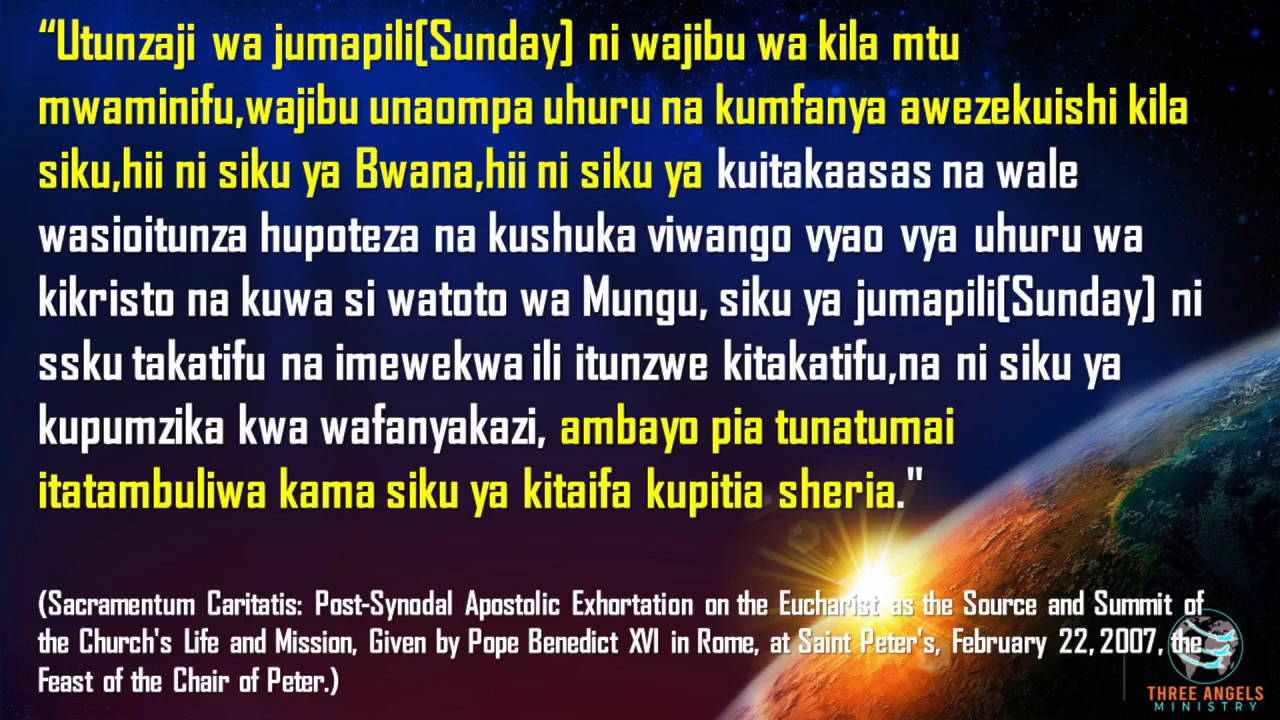 “Utunzaji wa jumapili(Sunday) ni wajibu wa kila mtu
mwaminifu,wajibu unaompa uhuru na kumfanya awezekuishi kila
siku,hii ni siku ya Bwana,hii ni siku ya kuitakaasas na wale
wasioitunza hupoteza na kushuka viwango vyao vya uhuru wa
kikristo na kuwa si watoto wa Mungu, siku ya jumapili(Sunday) ni
ssku takatifu na imewekwa ili itunzwe kitakatifu,na ni siku ya
kupumzika kwa wafanyakazi, ambayo pia tunatumai
itatambuliwa kama siku ya kitaifa kupitia sheria."
(Sacramentum Caritatis: Post-Synodal Apostolic Exhortation on the Eucharist as the Source and Summit of
the Church's Life and Mission, Given by Pope Benedict XVI in Rome, at Saint Peter's, February 22, 2007, the
Feast of the Chair of Peter.)
THREE ANGELS
MINISTRY